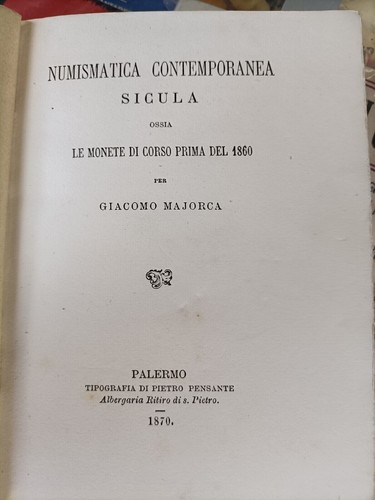 NUMISMATICA CONTEMPORANEA
SICULA
OSSIA
LE MONETE DI CORSO PRIMA DEL 1860
PER
GIACOMO MAJORCA
PALERMO
TIPOGRAFIA DI PIETRO PENSANTE
Albergaria Ritiro di s. Pietro.
1870.